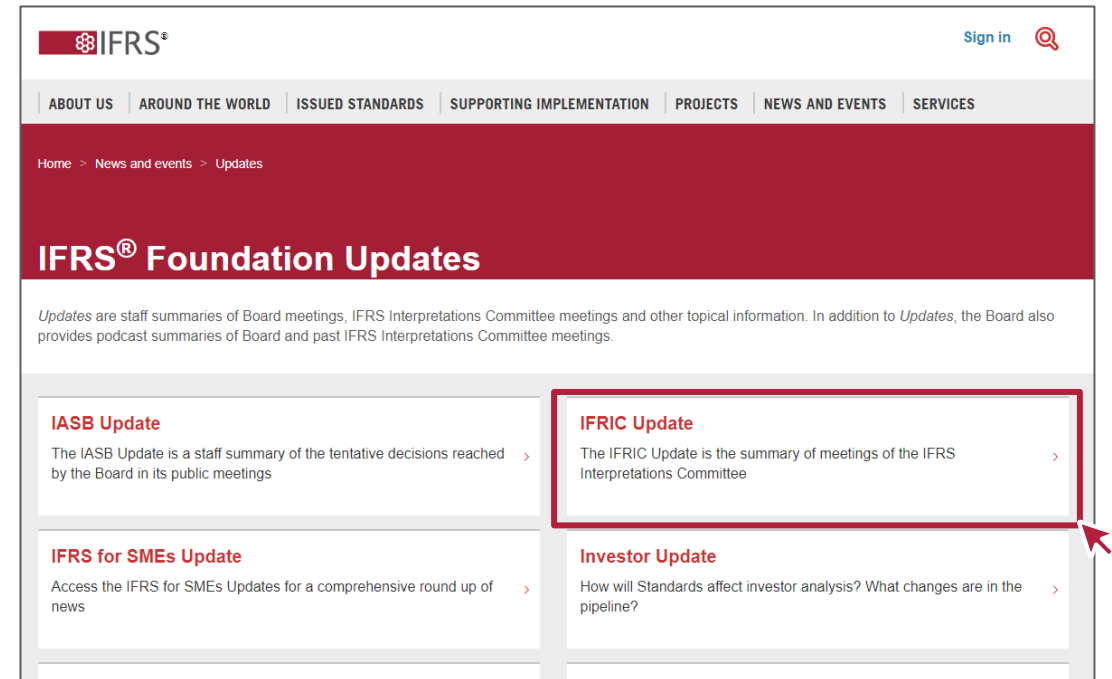 IFRS®
Sign in
ABOUT US
AROUND THE WORLD
ISSUED STANDARDS
SUPPORTING IMPLEMENTATION
PROJECTS
NEWS AND EVENTS
SERVICES
Home > News and events > Updates
IFRS® Foundation Updates
Updates are staff summaries of Board meetings, IFRS Interpretations Committee meetings and other topical information. In addition to Updates, the Board also
provides podcast summaries of Board and past IFRS Interpretations Committee meetings.
IASB Update
The IASB Update is a staff summary of the tentative decisions reached
by the Board in its public meetings
IFRIC Update
The IFRIC Update is the summary of meetings of the IFRS
Interpretations Committee
IFRS for SMEs Update
Access the IFRS for SMEs Updates for a comprehensive round up of
news
Investor Update
How will Standards affect investor analysis? What changes are in the
pipeline?